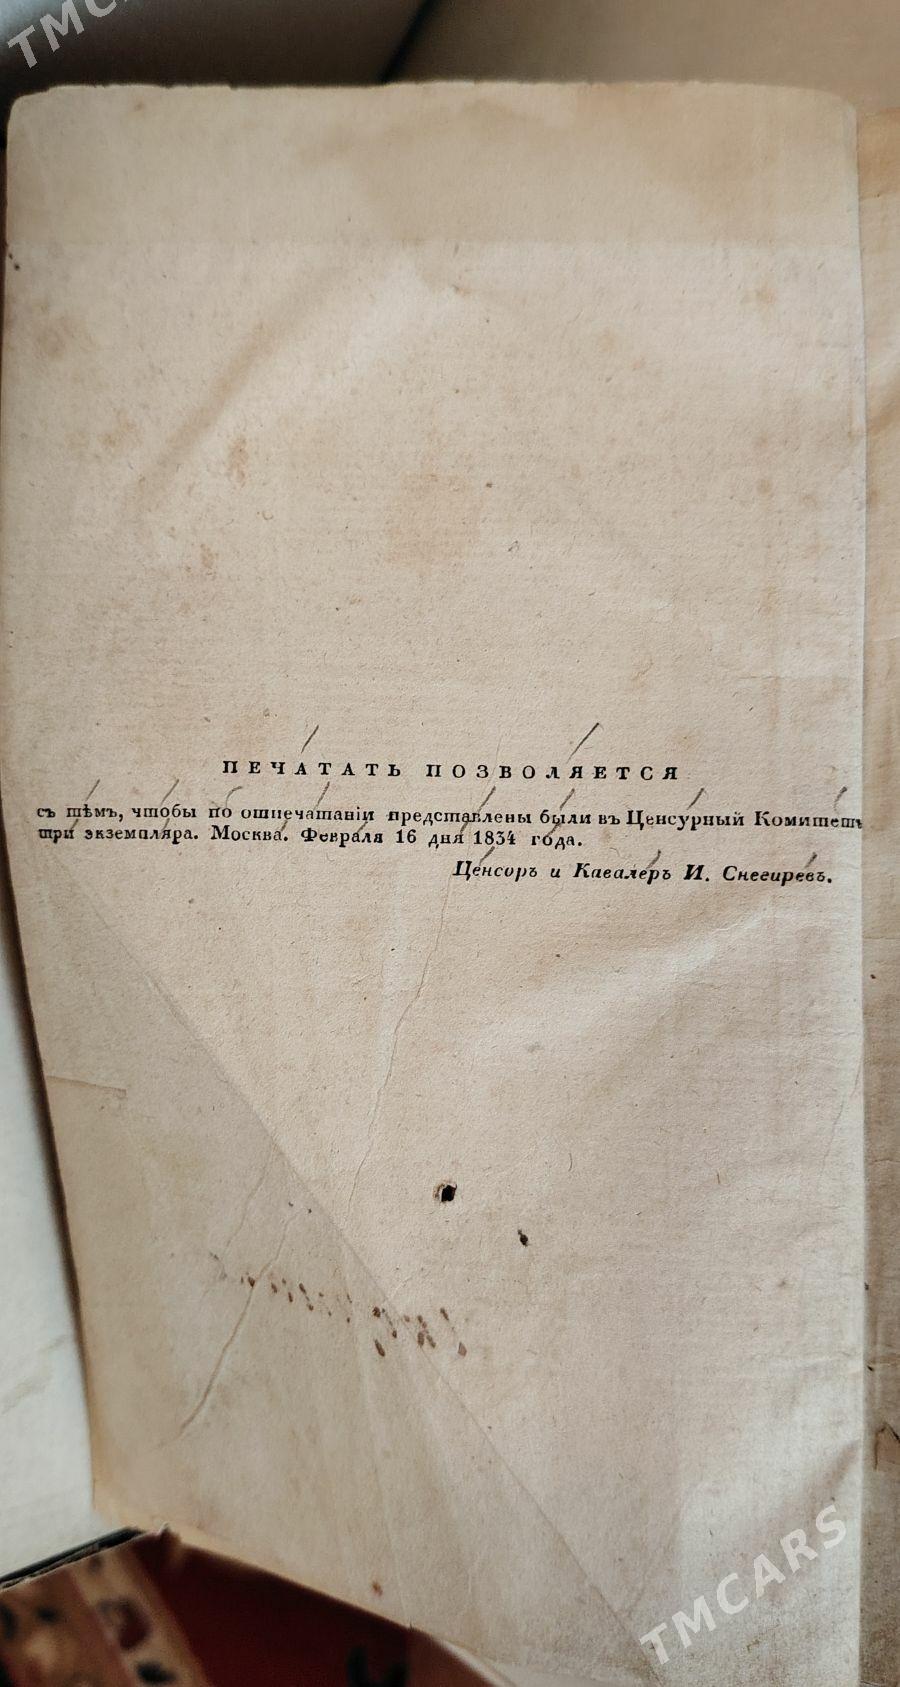 TMCARS
ПЕЧАТАТЬ ПОЗВОЛЯЕТСЯ
съ тѣмъ, чтобы по отпечатаніи представлены были въ Ценсурный Комитетъ
три экземпляра. Москва. Февраля 16 дня 1834 года.
Ценсоръ и Кавалеръ И. Снегиревъ.
TMCARS